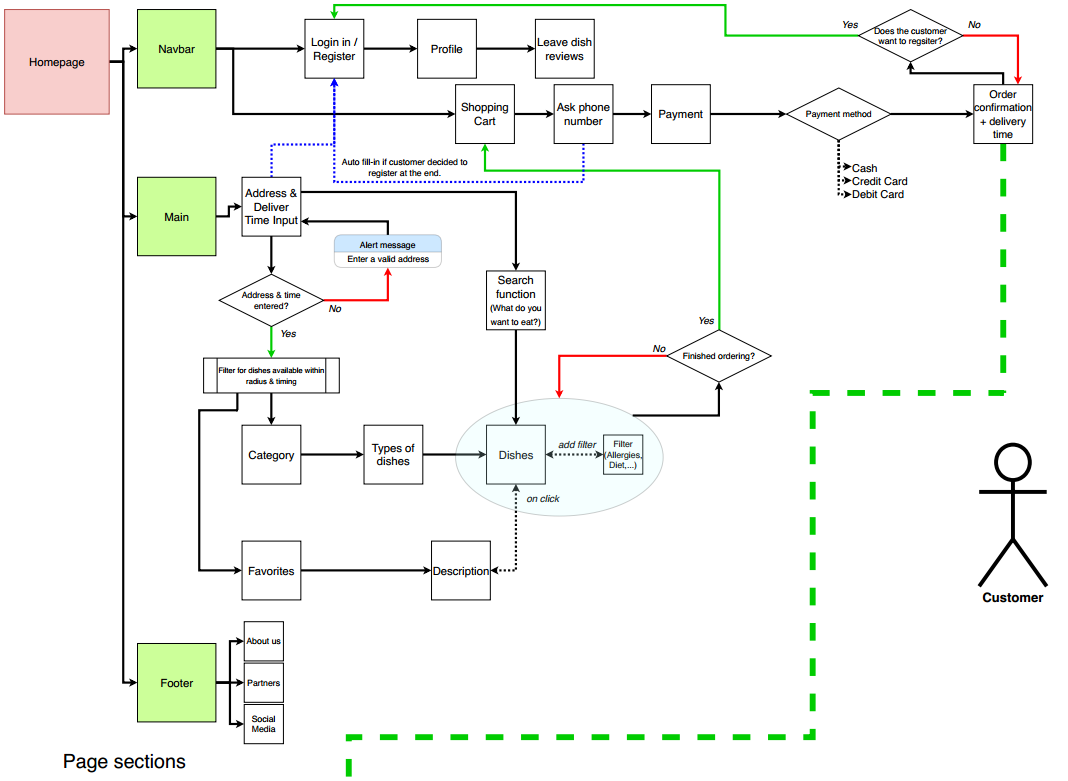 Homepage
Navbar
Login in /
Register
Profile
Leave dish
reviews
Yes
Does the customer
want to regsiter?
No
Shopping
Cart
Ask phone
number
Payment
Payment method
Order
confirmation
+ delivery
time
Cash
Credit Card
Debit Card
Auto fill-in if customer decided to
register at the end.
Main
Address &
Deliver
Time Input
Alert message
Enter a valid address
Address & time
entered?
No
Yes
Search
function
(What do you
want to eat?)
Yes
No
Finished ordering?
Filter for dishes available within
radius & timing
Category
Types of
dishes
Dishes
add filter
Filter
(Allergies,
Diet,...)
on click
Favorites
Description
Customer
Footer
About us
Partners
Social
Media
Page sections